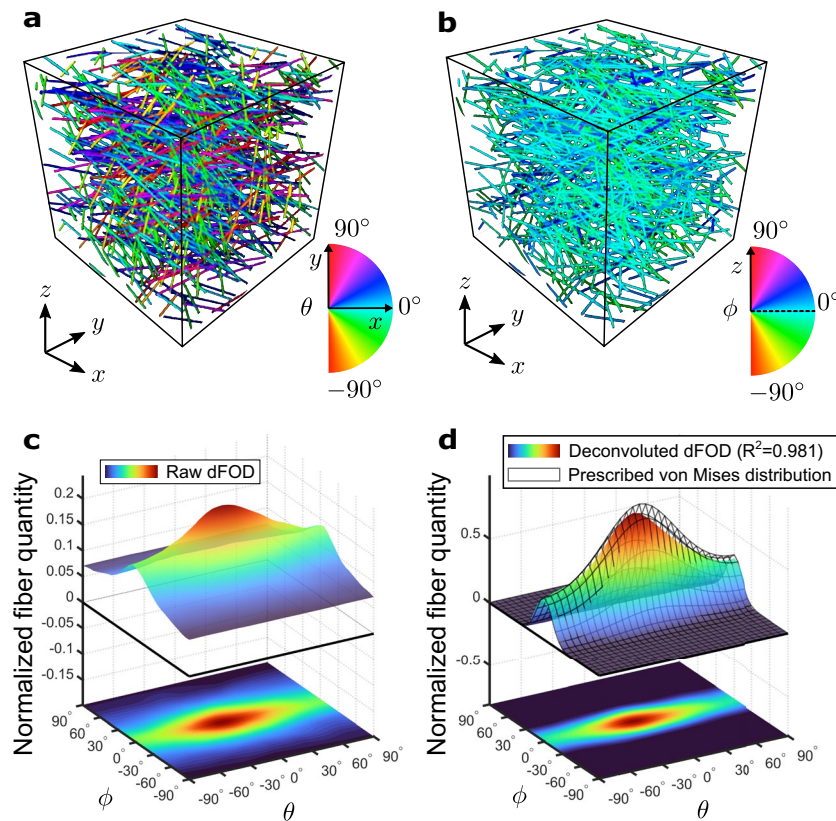 a
90°
y
θ
0°
x
−90°
z
y
x
b
90°
z
0°
ϕ
−90°
z
y
x
c
Raw dFOD
Normalized fiber quantity
0.2
0.15
0.1
0.05
0
-0.05
-0.1
-0.15
90°
60°
30°
0°
-30°
-60°
-90°
ϕ
-90°
-60°
-30°
0°
30°
60°
90°
θ
d
Deconvoluted dFOD (R²=0.981)
Prescribed von Mises distribution
Normalized fiber quantity
0.5
0
-0.5
90°
60°
30°
0°
-30°
-60°
-90°
ϕ
-90°
-60°
-30°
0°
30°
60°
90°
θ